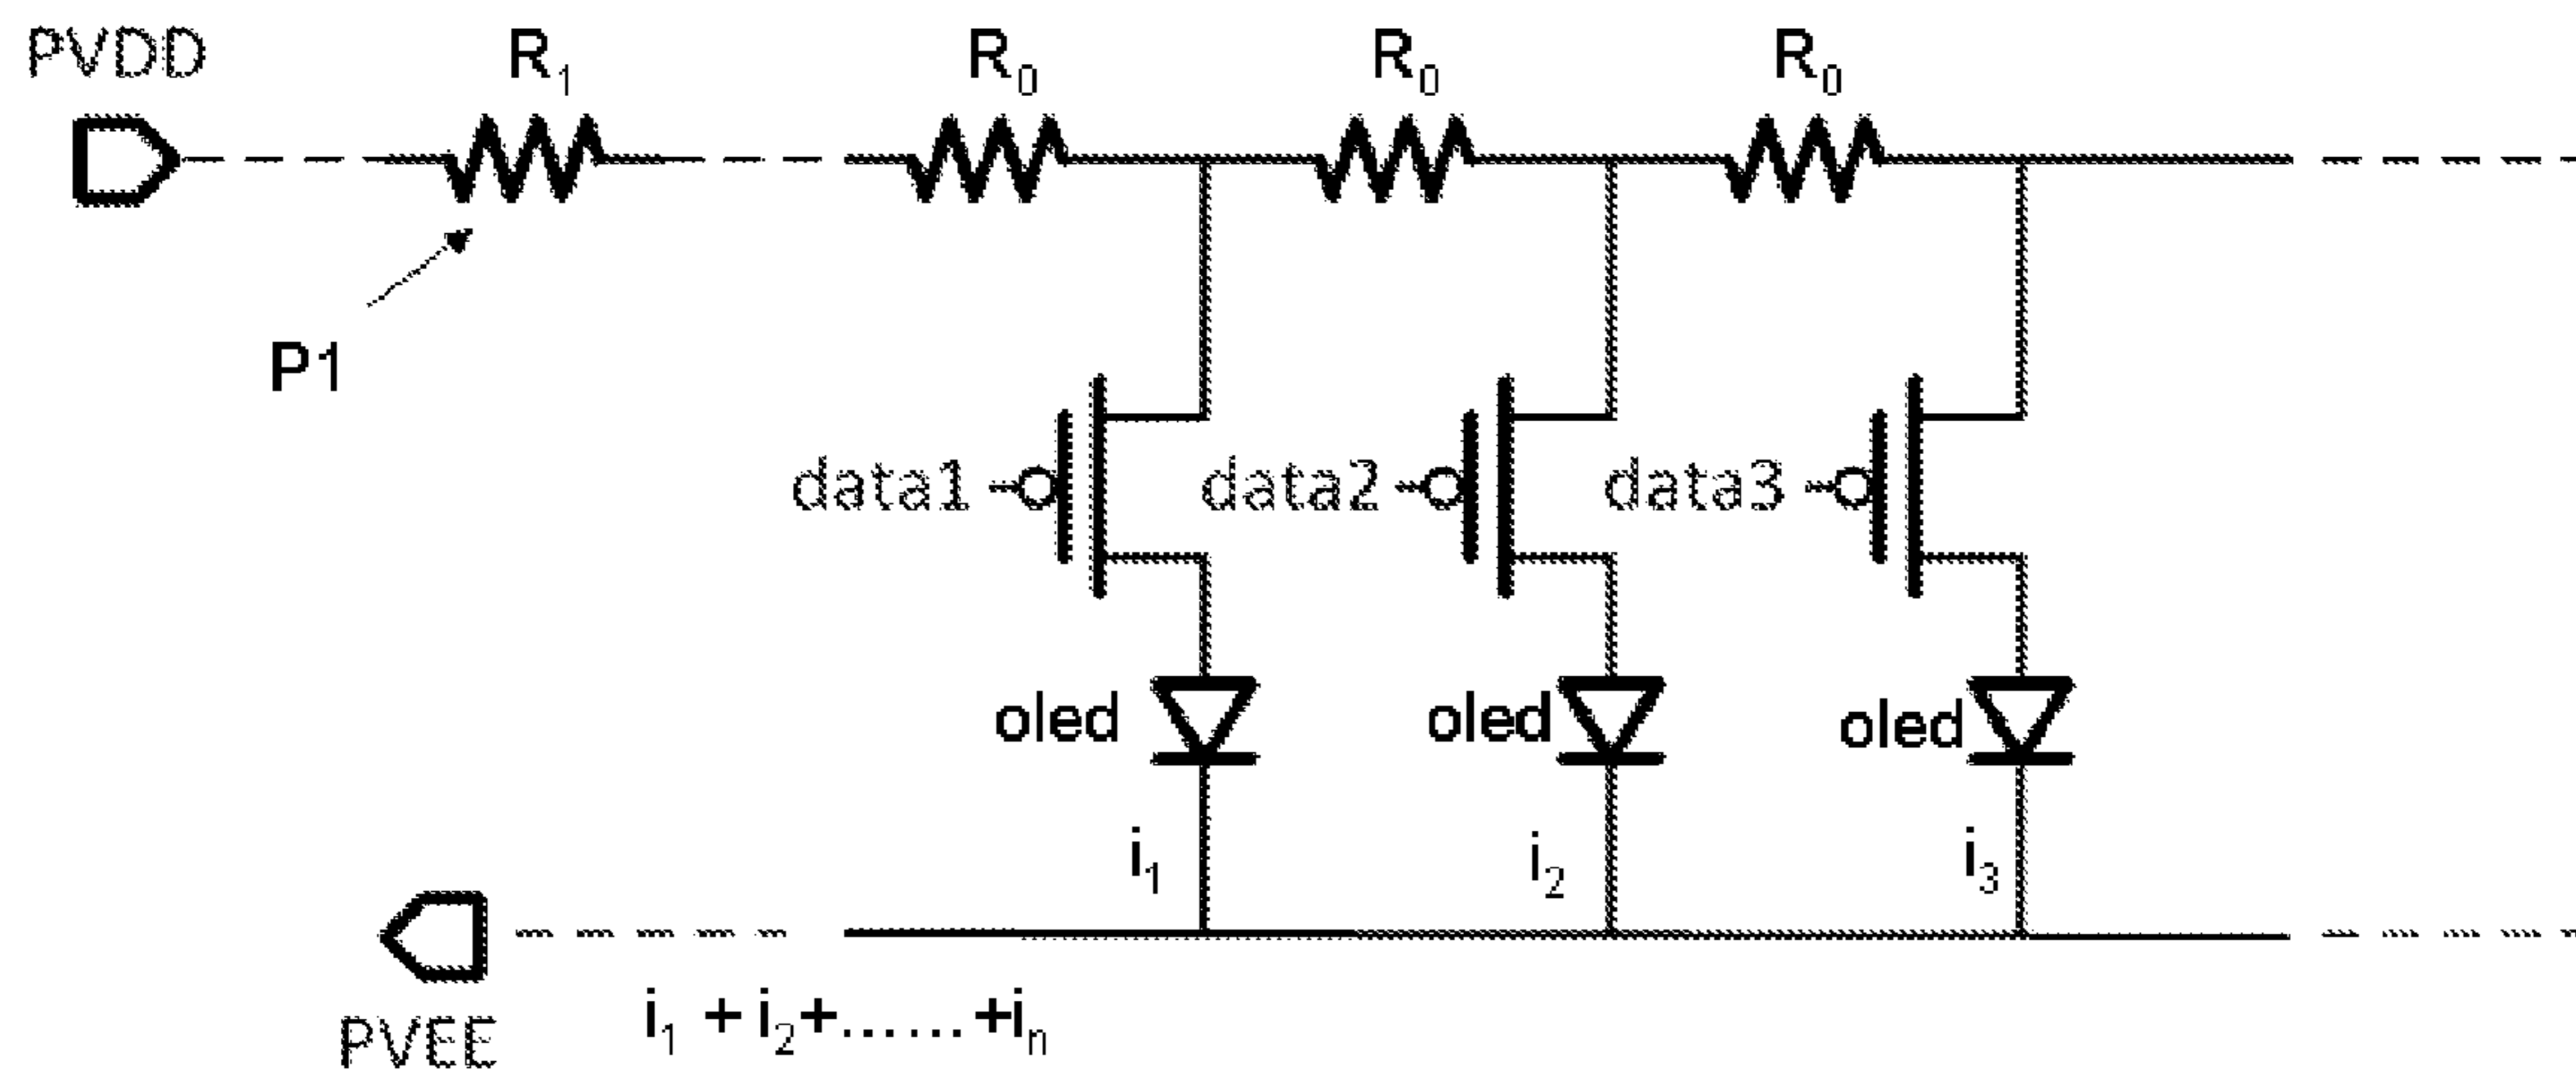 PVDD R₁ R₀ R₀ R₀
P1
data1 data2 data3
oled oled oled
i₁ i₂ i₃
i₁ + i₂+......+iₙ
PVEE